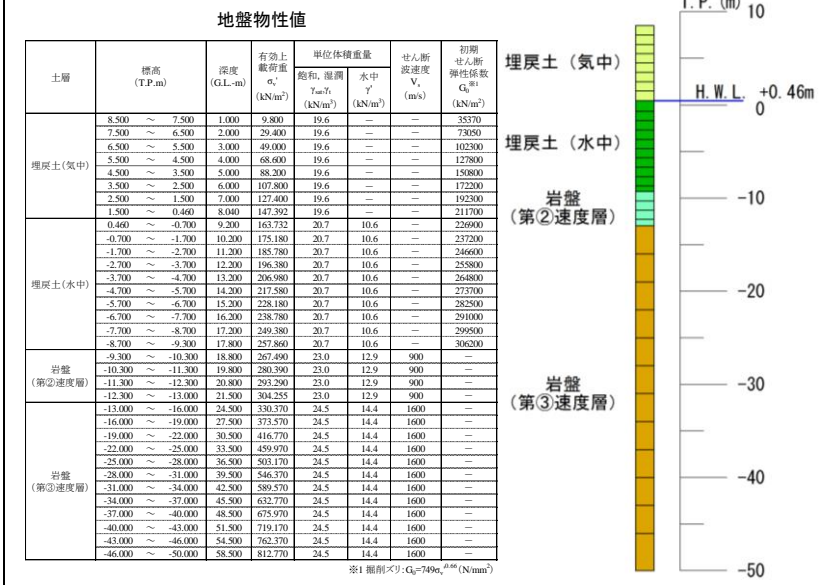 地盤物性値
土層 標高 (T.P.m) 深度 (G.L.-m) 有効上載荷重 σv' (kN/m²) 単位体積重量 飽和, 湿潤 γsat,γt (kN/m³) 水中 γ' (kN/m³) せん断波速度 Vs (m/s) 初期せん断弾性係数 G0※1 (kN/m²)
埋戻土(気中)
8.500 ～ 7.500 1.000 9.800 19.6 － － 35370
7.500 ～ 6.500 2.000 29.400 19.6 － － 73050
6.500 ～ 5.500 3.000 49.000 19.6 － － 102300
5.500 ～ 4.500 4.000 68.600 19.6 － － 127800
4.500 ～ 3.500 5.000 88.200 19.6 － － 150800
3.500 ～ 2.500 6.000 107.800 19.6 － － 172200
2.500 ～ 1.500 7.000 127.400 19.6 － － 192300
1.500 ～ 0.460 8.040 147.392 19.6 － － 211700
埋戻土(水中)
0.460 ～ -0.700 9.200 163.732 20.7 10.6 － 226900
-0.700 ～ -1.700 10.200 175.180 20.7 10.6 － 237200
-1.700 ～ -2.700 11.200 185.780 20.7 10.6 － 246600
-2.700 ～ -3.700 12.200 196.380 20.7 10.6 － 255800
-3.700 ～ -4.700 13.200 206.980 20.7 10.6 － 264800
-4.700 ～ -5.700 14.200 217.580 20.7 10.6 － 273700
-5.700 ～ -6.700 15.200 228.180 20.7 10.6 － 282500
-6.700 ～ -7.700 16.200 238.780 20.7 10.6 － 291000
-7.700 ～ -8.700 17.200 249.380 20.7 10.6 － 299500
-8.700 ～ -9.300 17.800 257.860 20.7 10.6 － 306200
岩盤
(第②速度層)
-9.300 ～ -10.300 18.800 267.490 23.0 12.9 900 －
-10.300 ～ -11.300 19.800 280.390 23.0 12.9 900 －
-11.300 ～ -12.300 20.800 293.290 23.0 12.9 900 －
-12.300 ～ -13.000 21.500 304.255 23.0 12.9 900 －
岩盤
(第③速度層)
-13.000 ～ -16.000 24.500 330.370 24.5 14.4 1600 －
-16.000 ～ -19.000 27.500 373.570 24.5 14.4 1600 －
-19.000 ～ -22.000 30.500 416.770 24.5 14.4 1600 －
-22.000 ～ -25.000 33.500 459.970 24.5 14.4 1600 －
-25.000 ～ -28.000 36.500 503.170 24.5 14.4 1600 －
-28.000 ～ -31.000 39.500 546.370 24.5 14.4 1600 －
-31.000 ～ -34.000 42.500 589.570 24.5 14.4 1600 －
-34.000 ～ -37.000 45.500 632.770 24.5 14.4 1600 －
-37.000 ～ -40.000 48.500 675.970 24.5 14.4 1600 －
-40.000 ～ -43.000 51.500 719.170 24.5 14.4 1600 －
-43.000 ～ -46.000 54.500 762.370 24.5 14.4 1600 －
-46.000 ～ -50.000 58.500 812.770 24.5 14.4 1600 －
※1 掘削ズリ:G0=749σv'^0.66 (N/mm²)
T.P. (m)
10
埋戻土（気中）
H.W.L. +0.46m
0
埋戻土（水中）
-10
岩盤
（第②速度層）
-20
-30
岩盤
（第③速度層）
-40
-50